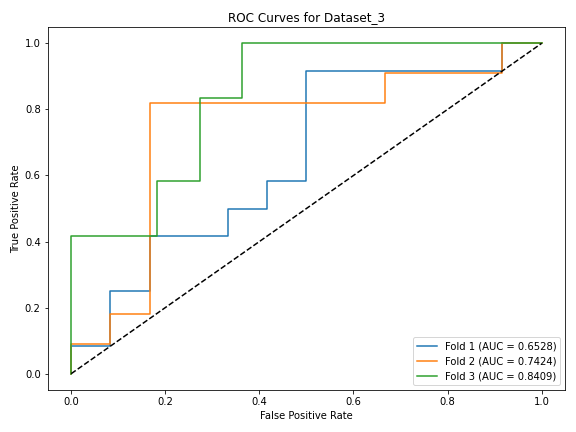 ROC Curves for Dataset_3
True Positive Rate
1.0
0.8
0.6
0.4
0.2
0.0
0.0 0.2 0.4 0.6 0.8 1.0
False Positive Rate
Fold 1 (AUC = 0.6528)
Fold 2 (AUC = 0.7424)
Fold 3 (AUC = 0.8409)